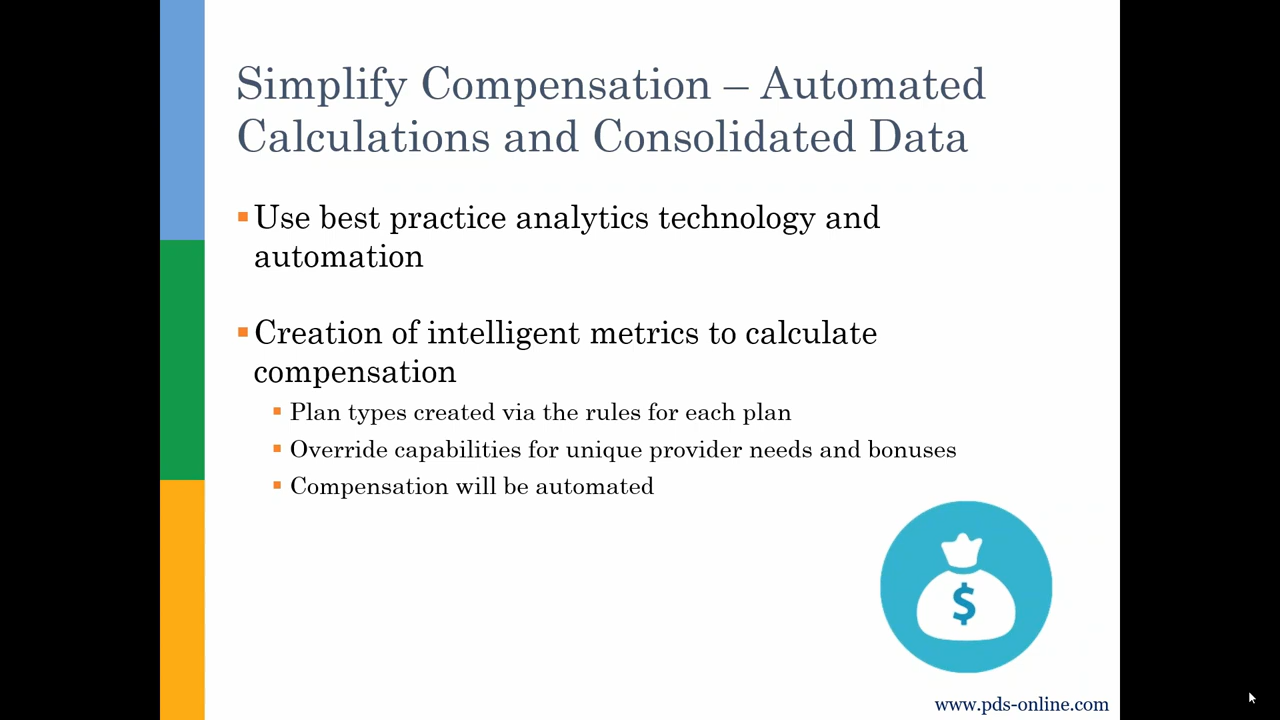 Simplify Compensation – Automated
Calculations and Consolidated Data
Use best practice analytics technology and
automation
Creation of intelligent metrics to calculate
compensation
Plan types created via the rules for each plan
Override capabilities for unique provider needs and bonuses
Compensation will be automated
$
www.pds-online.com